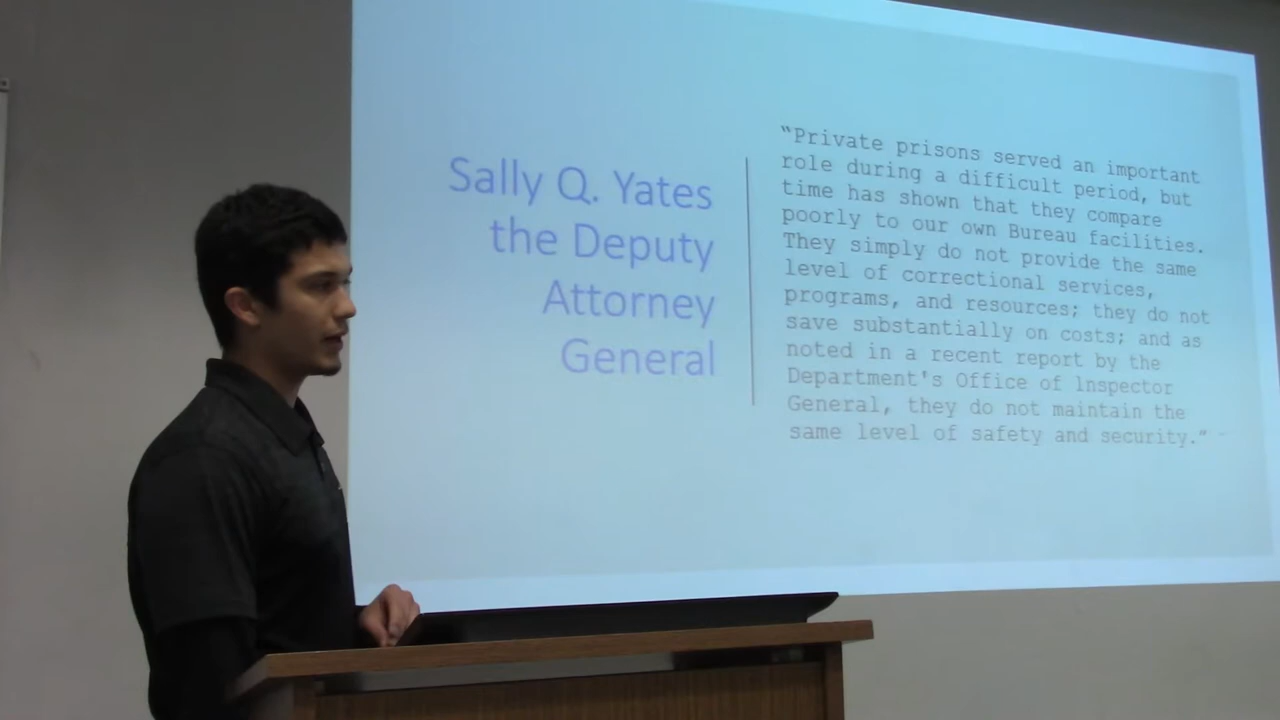 Sally Q. Yates
the Deputy
Attorney
General
"Private prisons served an important
role during a difficult period, but
time has shown that they compare
poorly to our own Bureau facilities.
They simply do not provide the same
level of correctional services,
programs, and resources; they do not
save substantially on costs; and as
noted in a recent report by the
Department's Office of Inspector
General, they do not maintain the
same level of safety and security." -